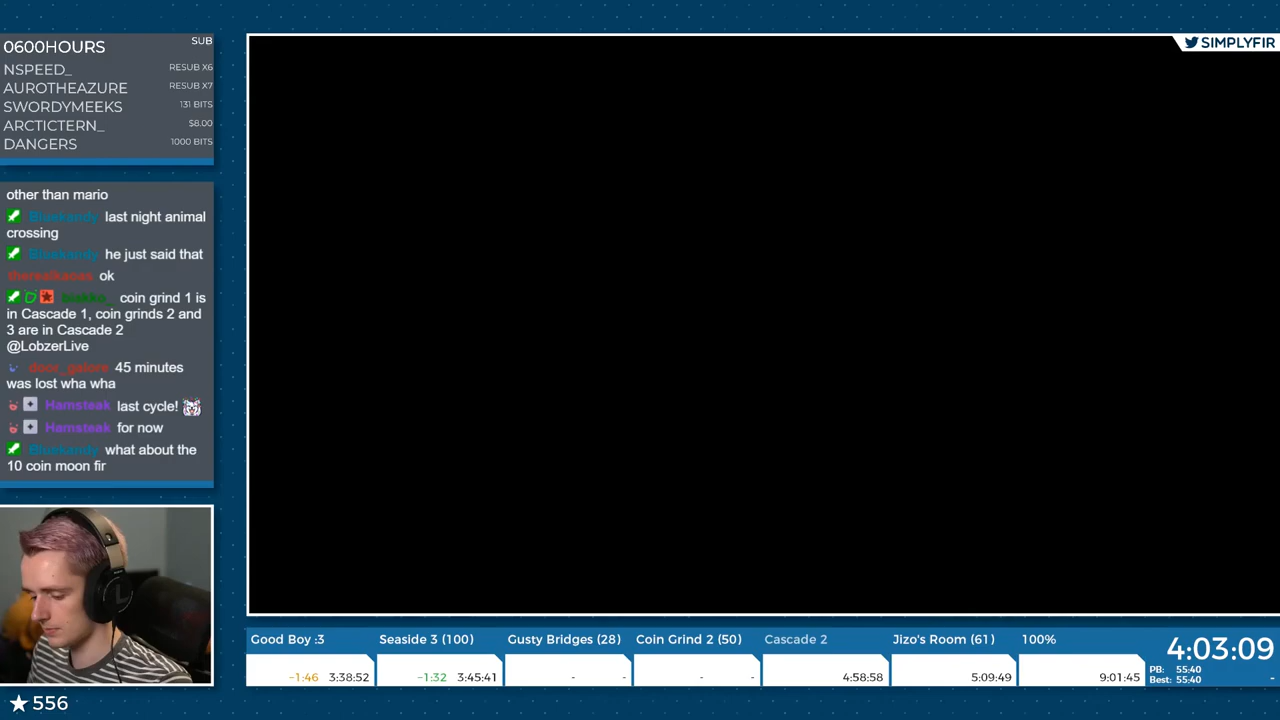 0600HOURS SUB
NSPEED_ RESUB X6
AUROTHEAZURE RESUB X7
SWORDYMEEKS 131 BITS
ARCTICTERN_ $8.00
DANGERS 1000 BITS
SIMPLYFIR
other than mario
Bluekandy last night animal
crossing
Bluekandy he just said that
ok
coin grind 1 is
in Cascade 1, coin grinds 2 and
3 are in Cascade 2
@LobzerLive
door_galore 45 minutes
was lost wha wha
Hamsteak last cycle!
Hamsteak for now
Bluekandy what about the
10 coin moon fir
Good Boy :3 Seaside 3 (100) Gusty Bridges (28) Coin Grind 2 (50) Cascade 2 Jizo's Room (61) 100%
-1:46 3:38:52 -1:32 3:45:41 - - - - 4:58:58 5:09:49 9:01:45
4:03:09
PB: 55:40
Best: 55:40 -
★ 556